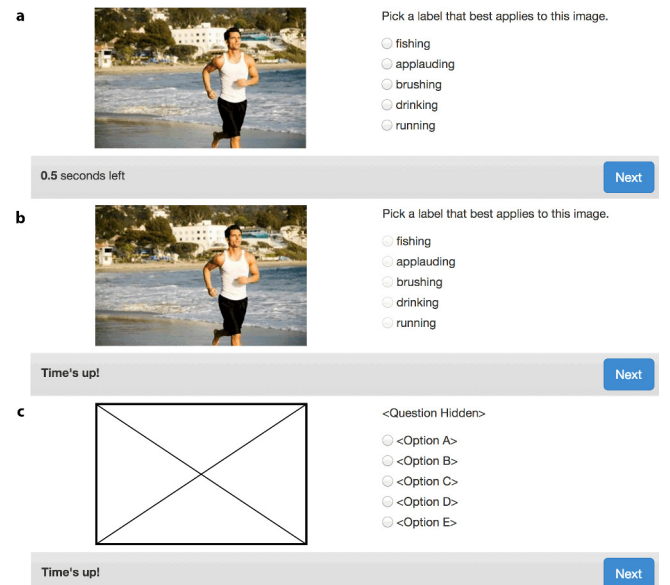 a
Pick a label that best applies to this image.
fishing
applauding
brushing
drinking
running
0.5 seconds left
Next
b
Pick a label that best applies to this image.
fishing
applauding
brushing
drinking
running
Time's up!
Next
c
<Question Hidden>
<Option A>
<Option B>
<Option C>
<Option D>
<Option E>
Time's up!
Next